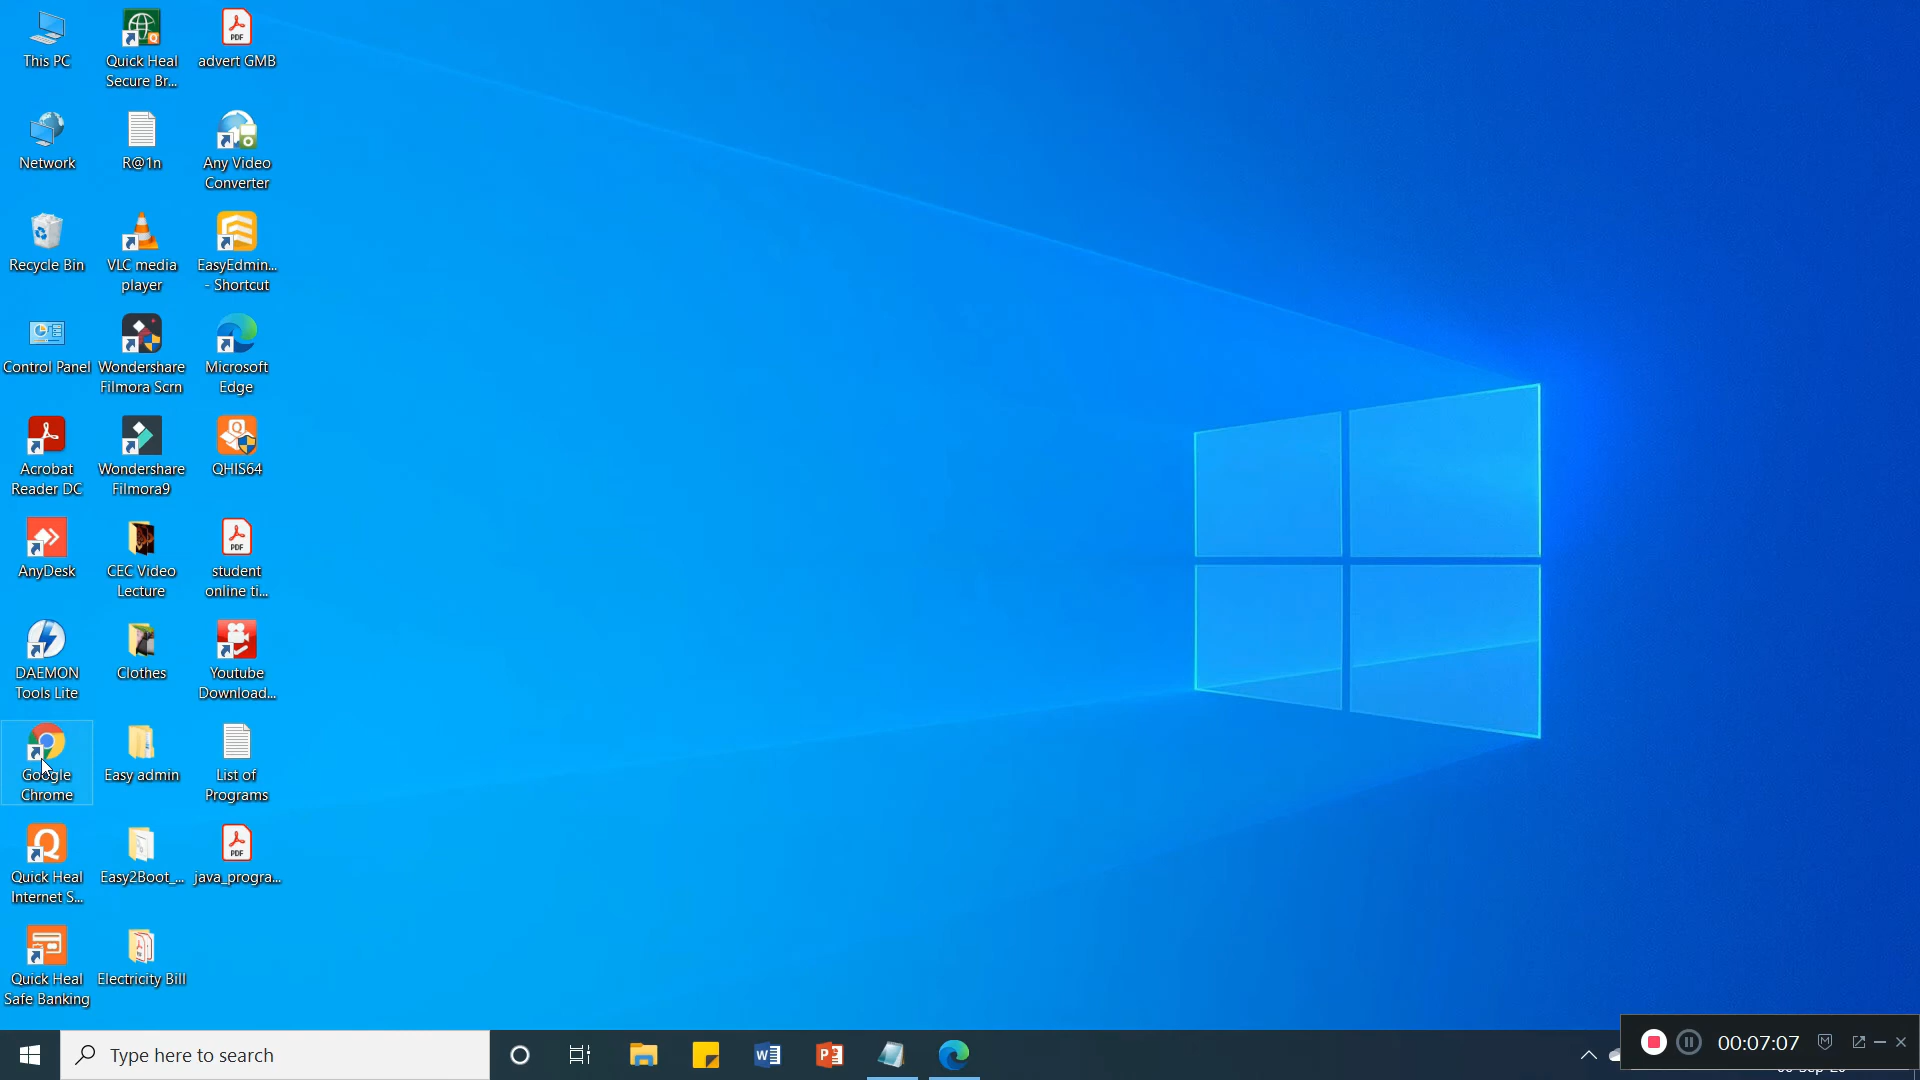 This PC
Quick Heal
Secure Br...
advert GMB
Network
R@1n
Any Video
Converter
Recycle Bin
VLC media
player
EasyEdmin...
- Shortcut
Control Panel
Wondershare
Filmora Scrn
Microsoft
Edge
Acrobat
Reader DC
Wondershare
Filmora9
QHIS64
AnyDesk
CEC Video
Lecture
student
online ti...
DAEMON
Tools Lite
Clothes
Youtube
Download...
Google
Chrome
Easy admin
List of
Programs
Quick Heal
Internet S...
Easy2Boot_...
java_progra...
Quick Heal
Safe Banking
Electricity Bill
Type here to search
00:07:07